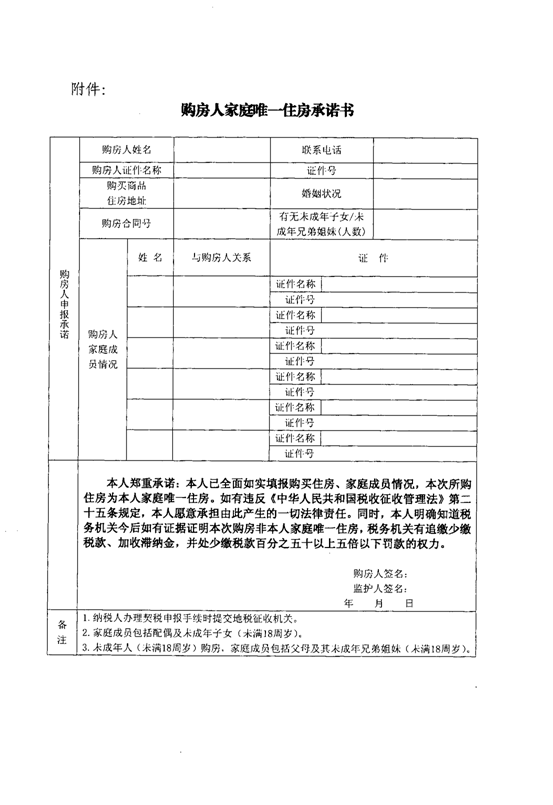 附件:
购房人家庭唯一住房承诺书
购房人姓名 联系电话
购房人证件名称 证件号
购买商品
住房地址 婚姻状况
购房合同号 有无未成年子女/未
成年兄弟姐妹(人数)
购房人申报承诺
购房人
家庭成
员情况
姓 名 与购房人关系 证 件
证件名称
证件号
证件名称
证件号
证件名称
证件号
证件名称
证件号
证件名称
证件号
证件名称
证件号
本人郑重承诺：本人已全面如实填报购买住房、家庭成员情况，本次所购
住房为本人家庭唯一住房。如有违反《中华人民共和国税收征收管理法》第二
十五条规定，本人愿意承担由此产生的一切法律责任。同时，本人明确知道税
务机关今后如有证据证明本次购房非本人家庭唯一住房，税务机关有追缴少缴
税款、加收滞纳金，并处少缴税款百分之五十以上五倍以下罚款的权力。
购房人签名：
监护人签名：
年 月 日
备
注
1. 纳税人办理契税申报手续时提交地税征收机关。
2. 家庭成员包括配偶及未成年子女（未满18周岁）。
3. 未成年人（未满18周岁）购房，家庭成员包括父母及其未成年兄弟姐妹（未满18周岁）。